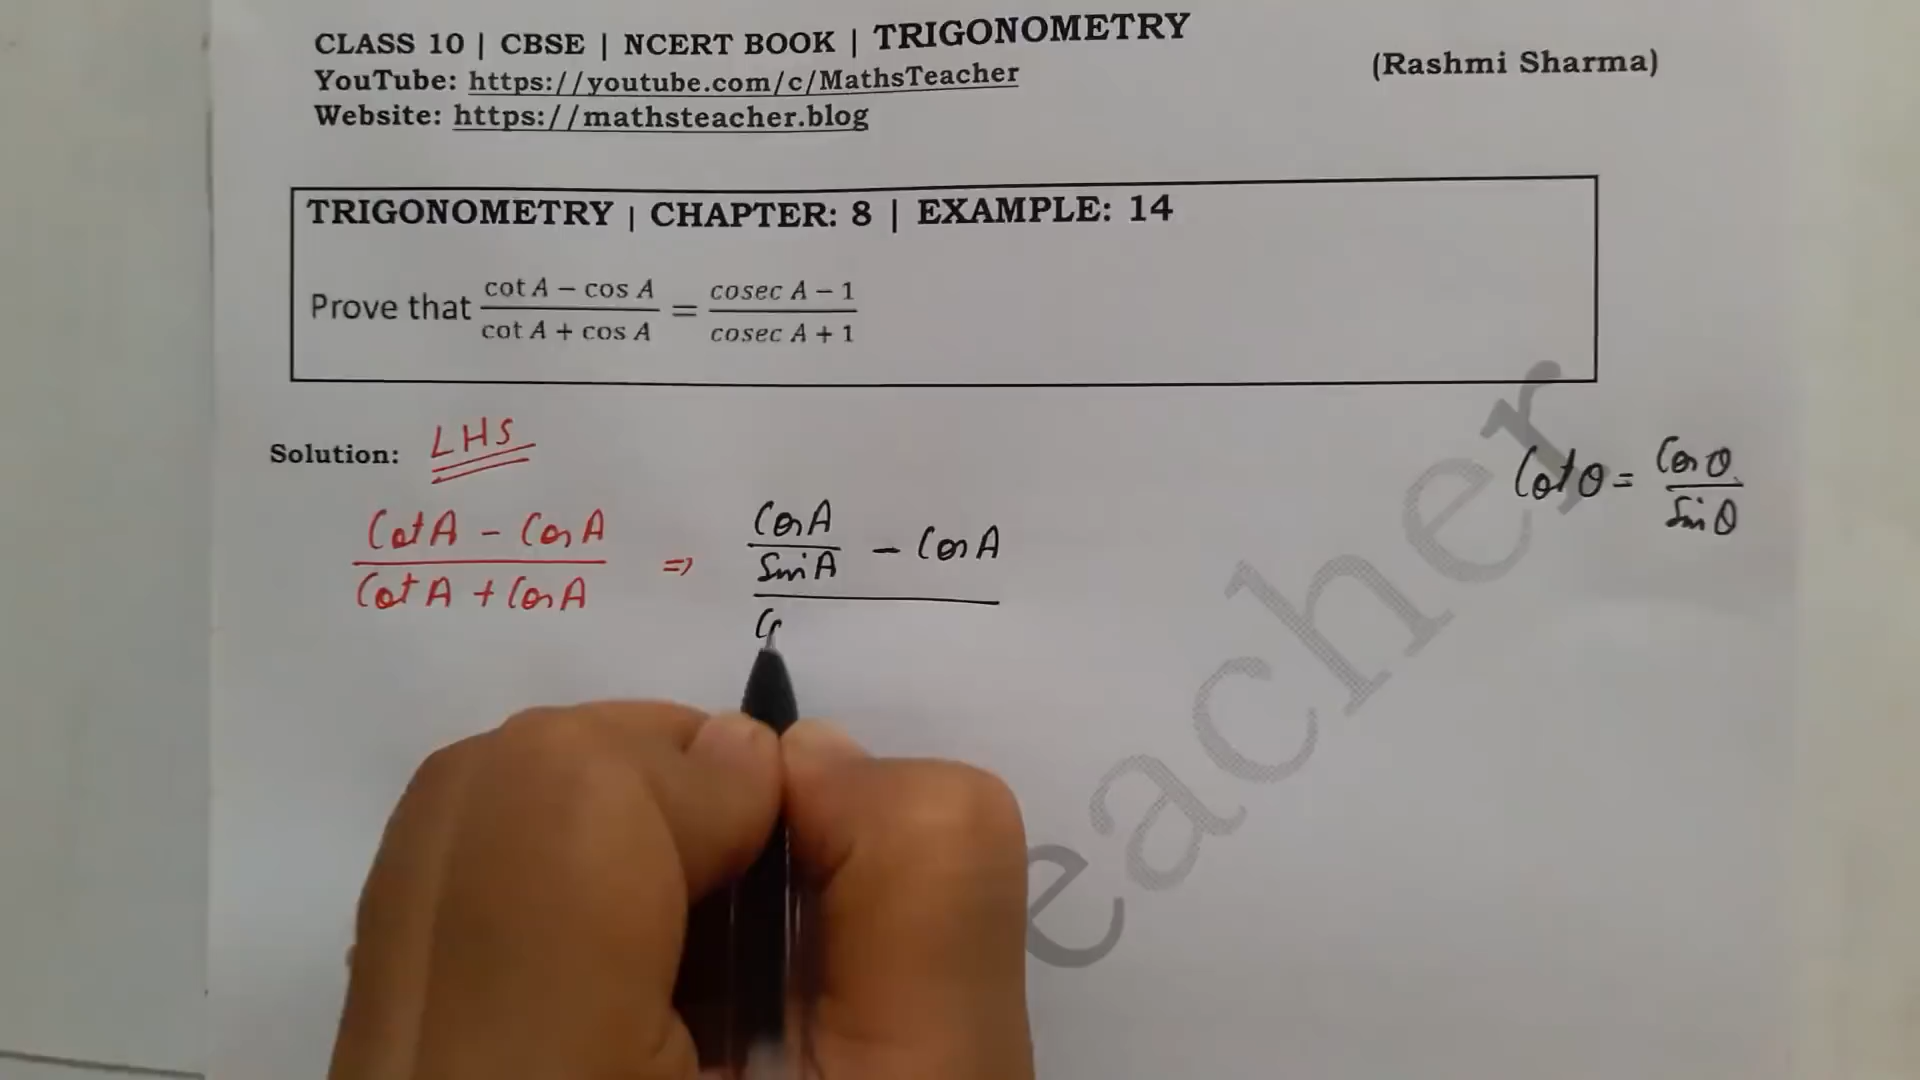 CLASS 10 | CBSE | NCERT BOOK | TRIGONOMETRY
(Rashmi Sharma)
YouTube: https://youtube.com/c/MathsTeacher
Website: https://mathsteacher.blog
TRIGONOMETRY | CHAPTER: 8 | EXAMPLE: 14
Prove that (cot A − cos A)/(cot A + cos A) = (cosec A − 1)/(cosec A + 1)
Solution: LHS
Cot θ = Cos θ / Sin θ
(Cot A − Cos A)/(Cot A + Cos A) ⇒ (Cos A / Sin A − Cos A)/(
eacher